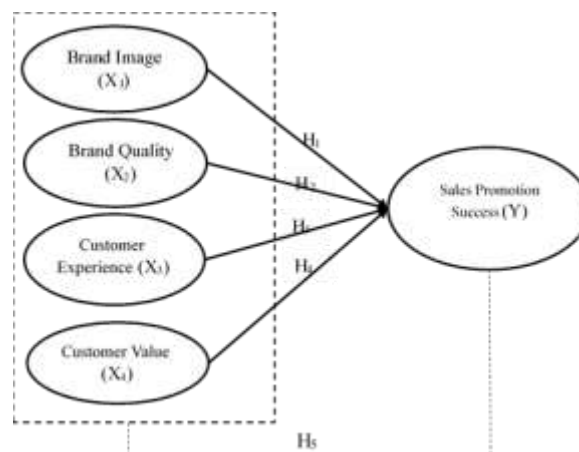 Brand Image
(X1)
H1
Brand Quality
(X2)
H2
Sales Promotion
Success (Y)
Customer
Experience (X3)
H4
Customer Value
(X4)
H5